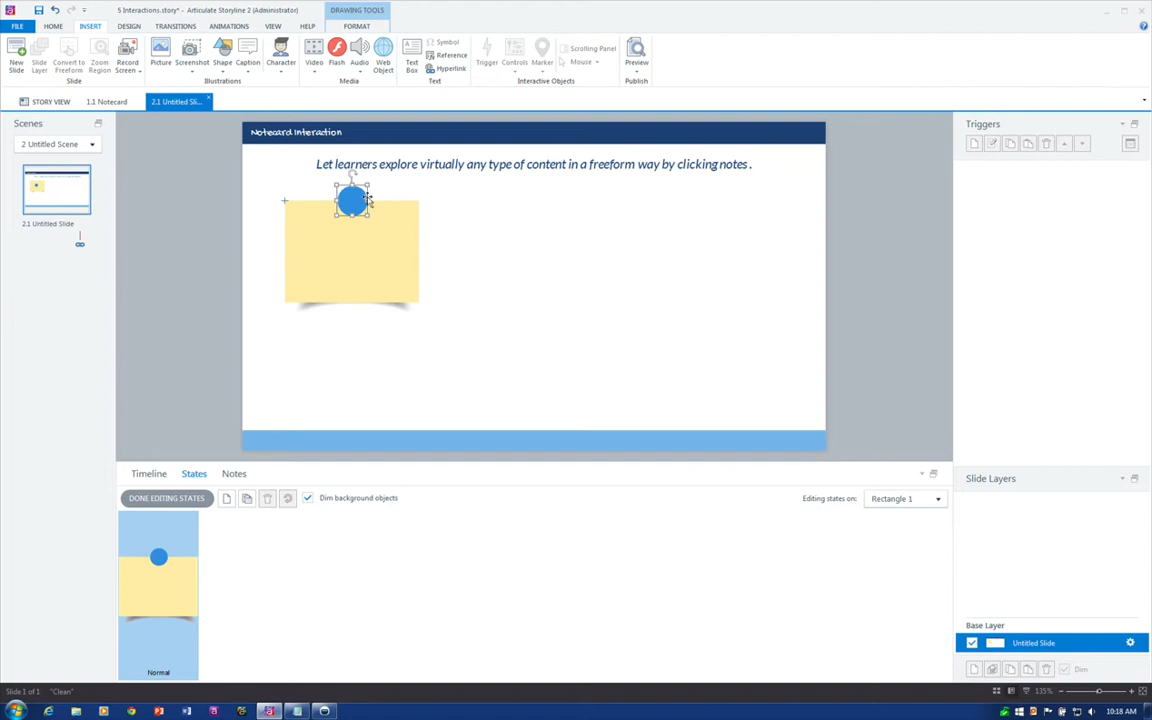 5 Interactions.story* - Articulate Storyline 2 (Administrator)
DRAWING TOOLS
FILE HOME INSERT DESIGN TRANSITIONS ANIMATIONS VIEW HELP FORMAT
New Slide
Slide Layer
Convert to Freeform
Zoom Region
Record Screen
Slide
Picture
Screenshot
Shape
Caption
Character
Illustrations
Video
Flash
Audio
Web Object
Media
Text Box
Symbol
Reference
Hyperlink
Text
Trigger
Controls
Marker
Scrolling Panel
Mouse
Interactive Objects
Preview
Publish
STORY VIEW
1.1 Notecard
2.1 Untitled Sli...
Scenes
2 Untitled Scene
2.1 Untitled Slide
Notecard Interaction
Let learners explore virtually any type of content in a freeform way by clicking notes.
Triggers
Timeline States Notes
DONE EDITING STATES
Dim background objects
Editing states on: Rectangle 1
Normal
Slide Layers
Base Layer
Untitled Slide
Dim
Slide 1 of 1 "Clean"
135%
10:18 AM